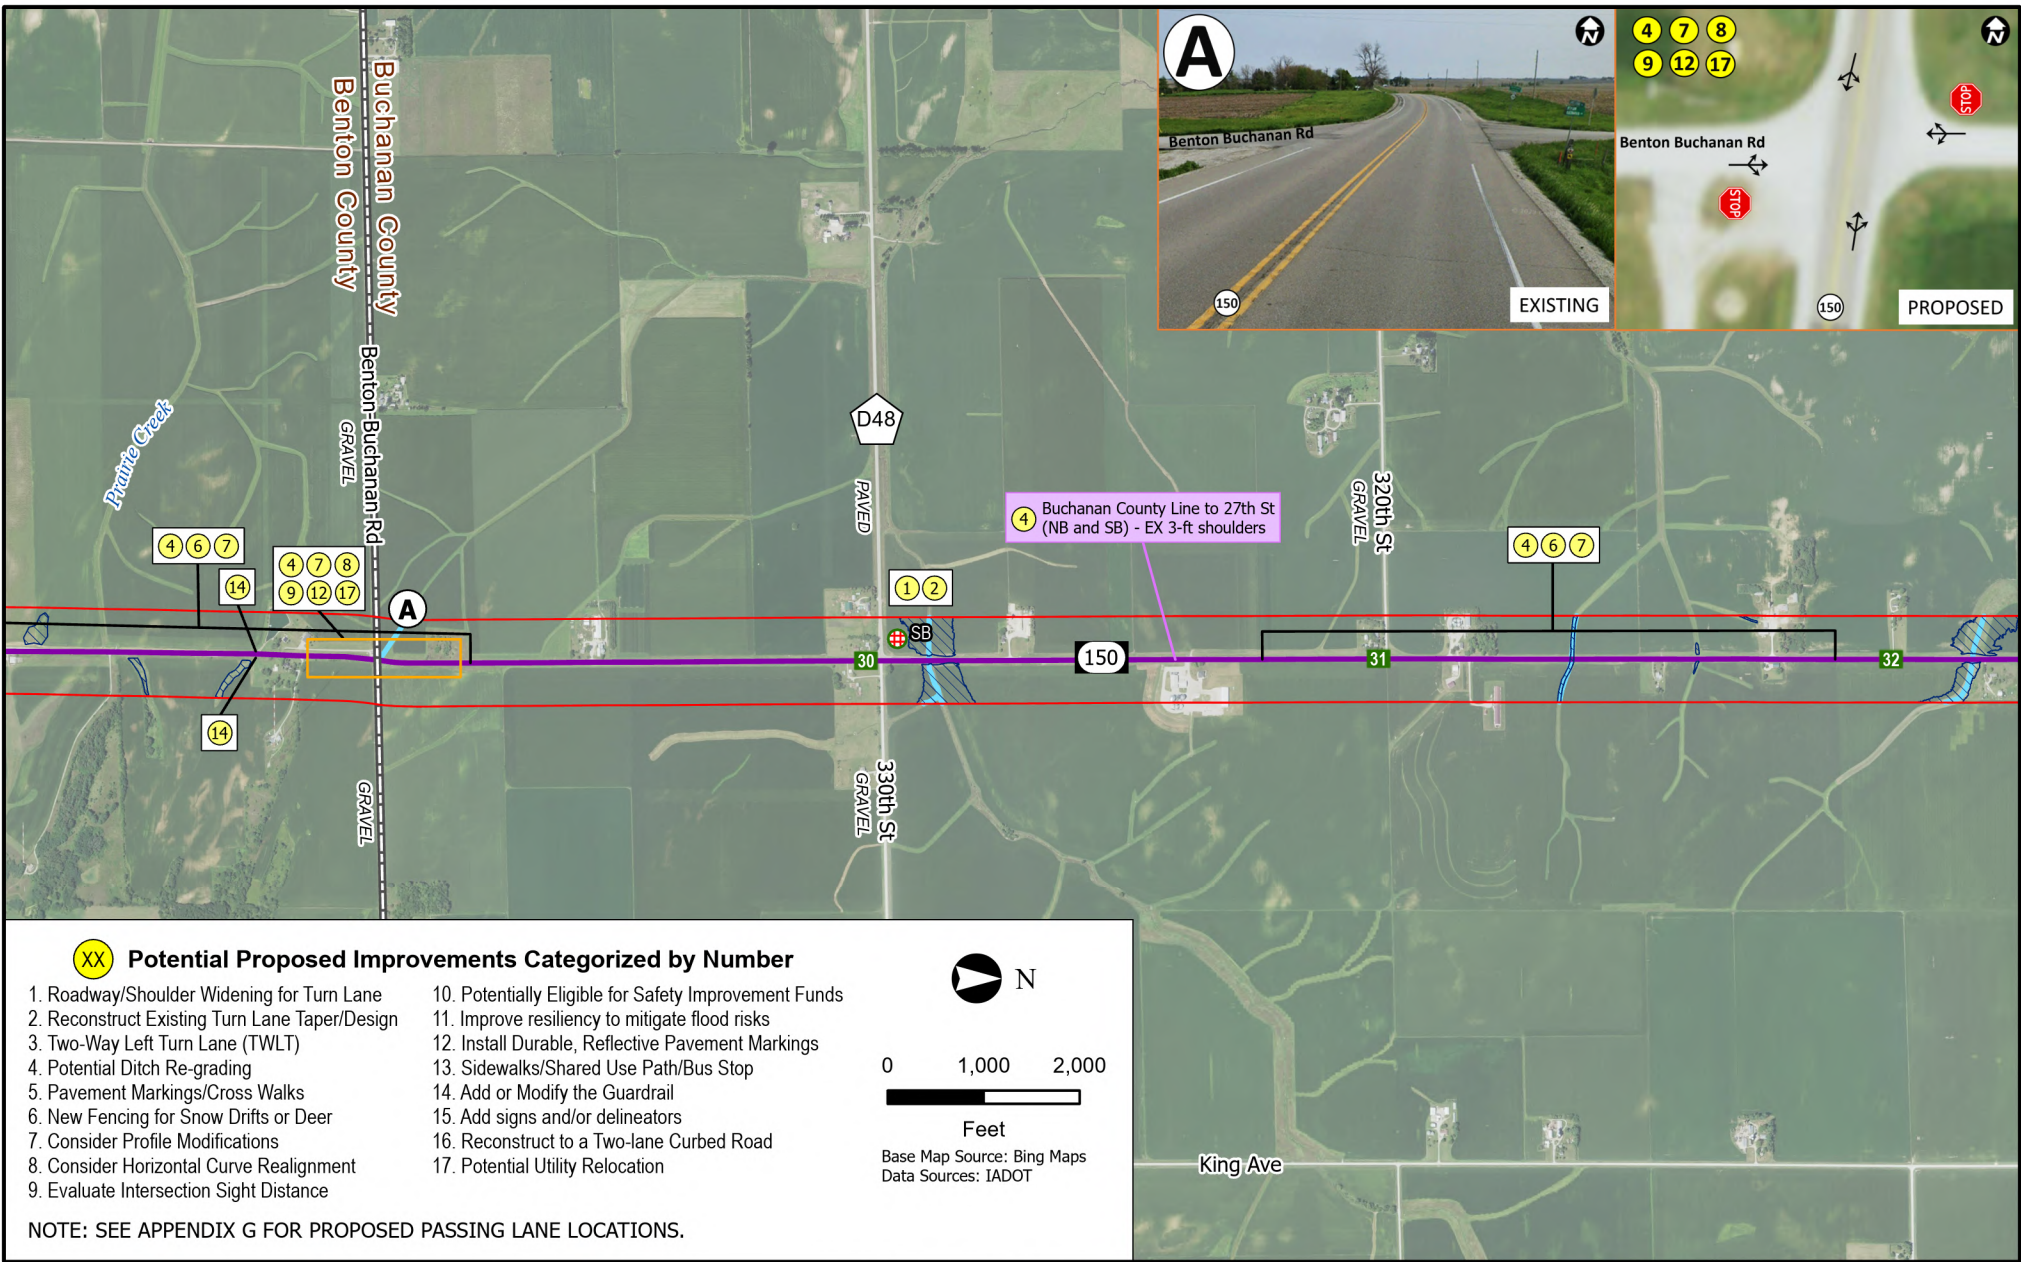 Buchanan County
Benton County
Benton-Buchanan Rd
GRAVEL
GRAVEL
Prairie Creek
4 6 7
14
4 7 8
9 12 17
A
14
D48
PAVED
1 2
SB
30
330th St
GRAVEL
4 Buchanan County Line to 27th St
(NB and SB) - EX 3-ft shoulders
150
320th St
GRAVEL
31
4 6 7
32
King Ave
A
N
Benton Buchanan Rd
150
EXISTING
4 7 8
9 12 17
N
STOP
Benton Buchanan Rd
STOP
150
PROPOSED
XX Potential Proposed Improvements Categorized by Number
1. Roadway/Shoulder Widening for Turn Lane
2. Reconstruct Existing Turn Lane Taper/Design
3. Two-Way Left Turn Lane (TWLT)
4. Potential Ditch Re-grading
5. Pavement Markings/Cross Walks
6. New Fencing for Snow Drifts or Deer
7. Consider Profile Modifications
8. Consider Horizontal Curve Realignment
9. Evaluate Intersection Sight Distance
10. Potentially Eligible for Safety Improvement Funds
11. Improve resiliency to mitigate flood risks
12. Install Durable, Reflective Pavement Markings
13. Sidewalks/Shared Use Path/Bus Stop
14. Add or Modify the Guardrail
15. Add signs and/or delineators
16. Reconstruct to a Two-lane Curbed Road
17. Potential Utility Relocation
NOTE: SEE APPENDIX G FOR PROPOSED PASSING LANE LOCATIONS.
N
0 1,000 2,000
Feet
Base Map Source: Bing Maps
Data Sources: IADOT